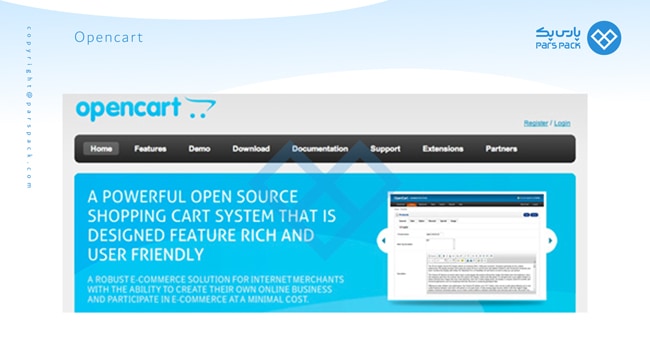 Opencart
پارس پک
PARS PACK
copyright@parspack.com
opencart
Register / Login
Home Features Demo Download Documentation Support Extensions Partners
A POWERFUL OPEN SOURCE
SHOPPING CART SYSTEM THAT IS
DESIGNED FEATURE RICH AND
USER FRIENDLY
A ROBUST E-COMMERCE SOLUTION FOR INTERNET MERCHANTS
WITH THE ABILITY TO CREATE THEIR OWN ONLINE BUSINESS
AND PARTICIPATE IN E-COMMERCE AT A MINIMAL COST.